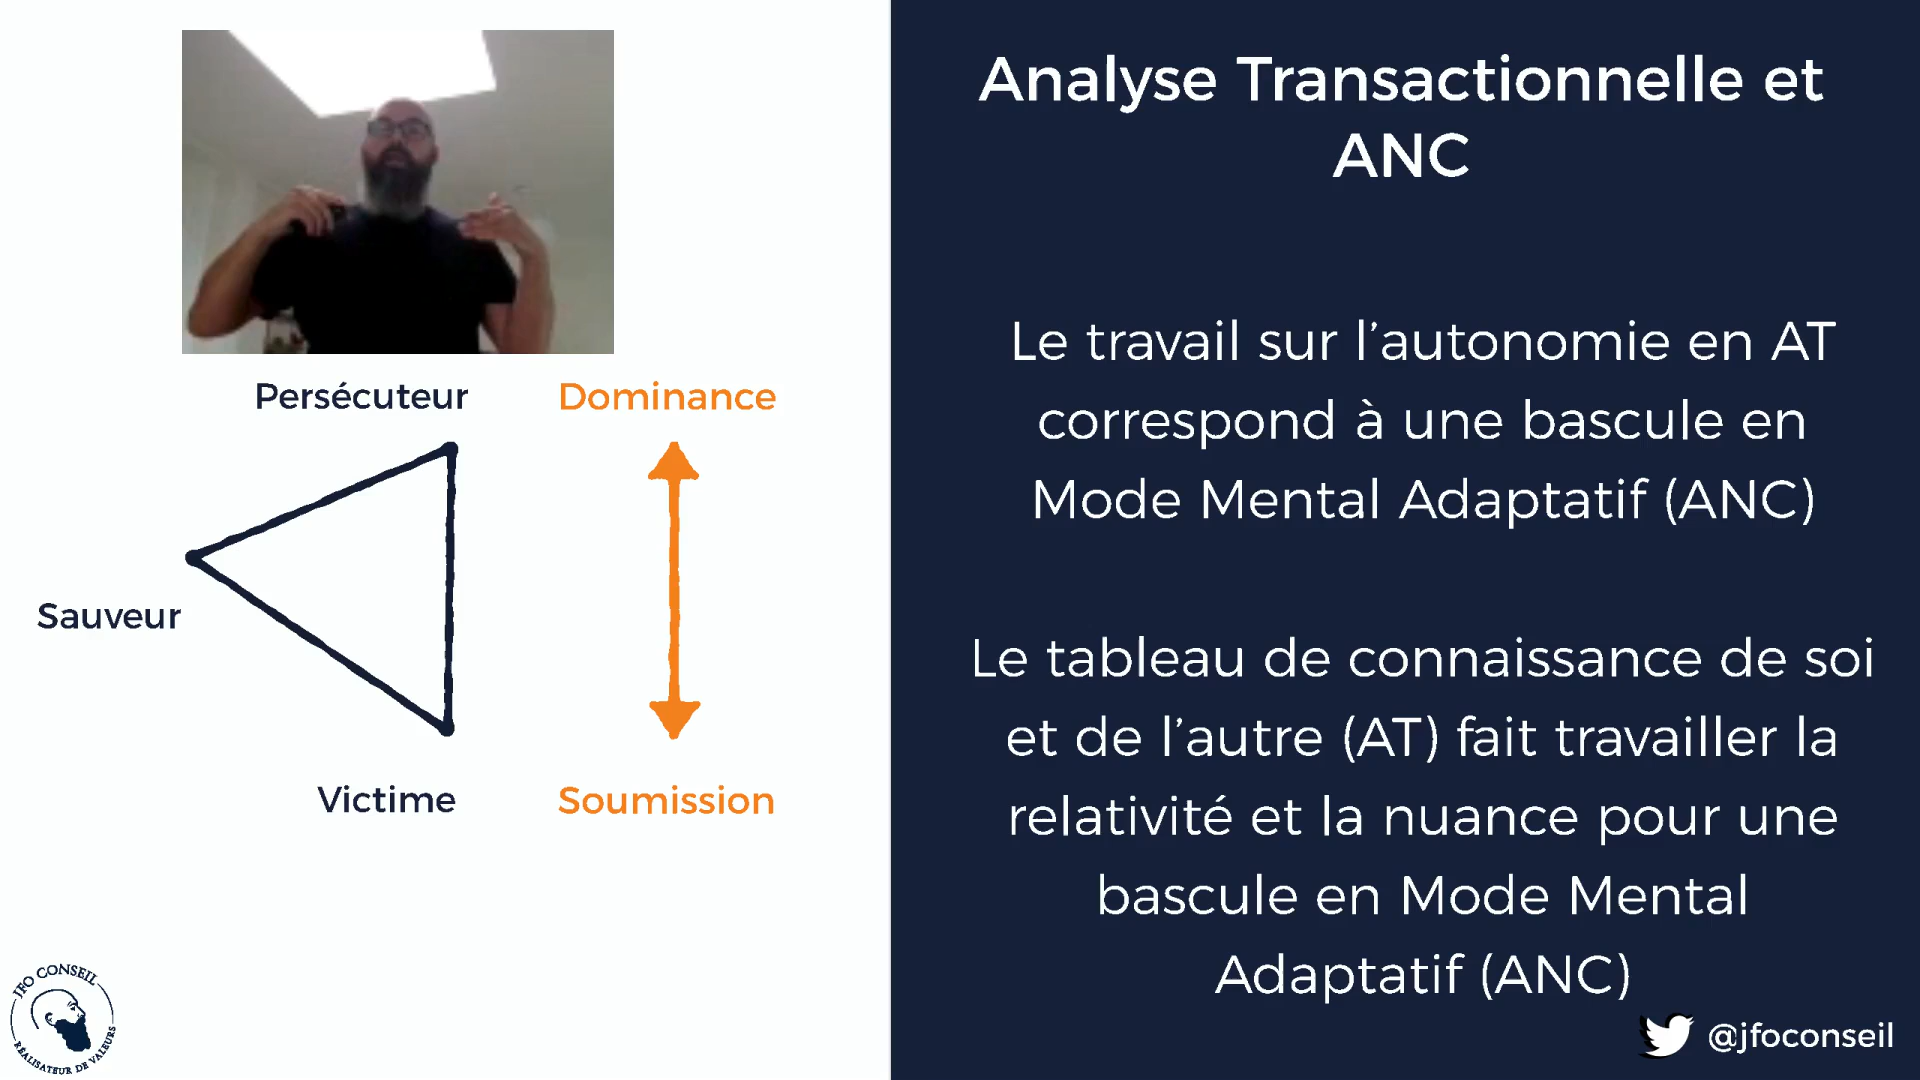 Analyse Transactionnelle et
ANC
Persécuteur
Dominance
Sauveur
Victime
Soumission
Le travail sur l’autonomie en AT
correspond à une bascule en
Mode Mental Adaptatif (ANC)
Le tableau de connaissance de soi
et de l’autre (AT) fait travailler la
relativité et la nuance pour une
bascule en Mode Mental
Adaptatif (ANC)
JFO CONSEIL
RÉALISATEUR DE VALEURS
@jfoconseil